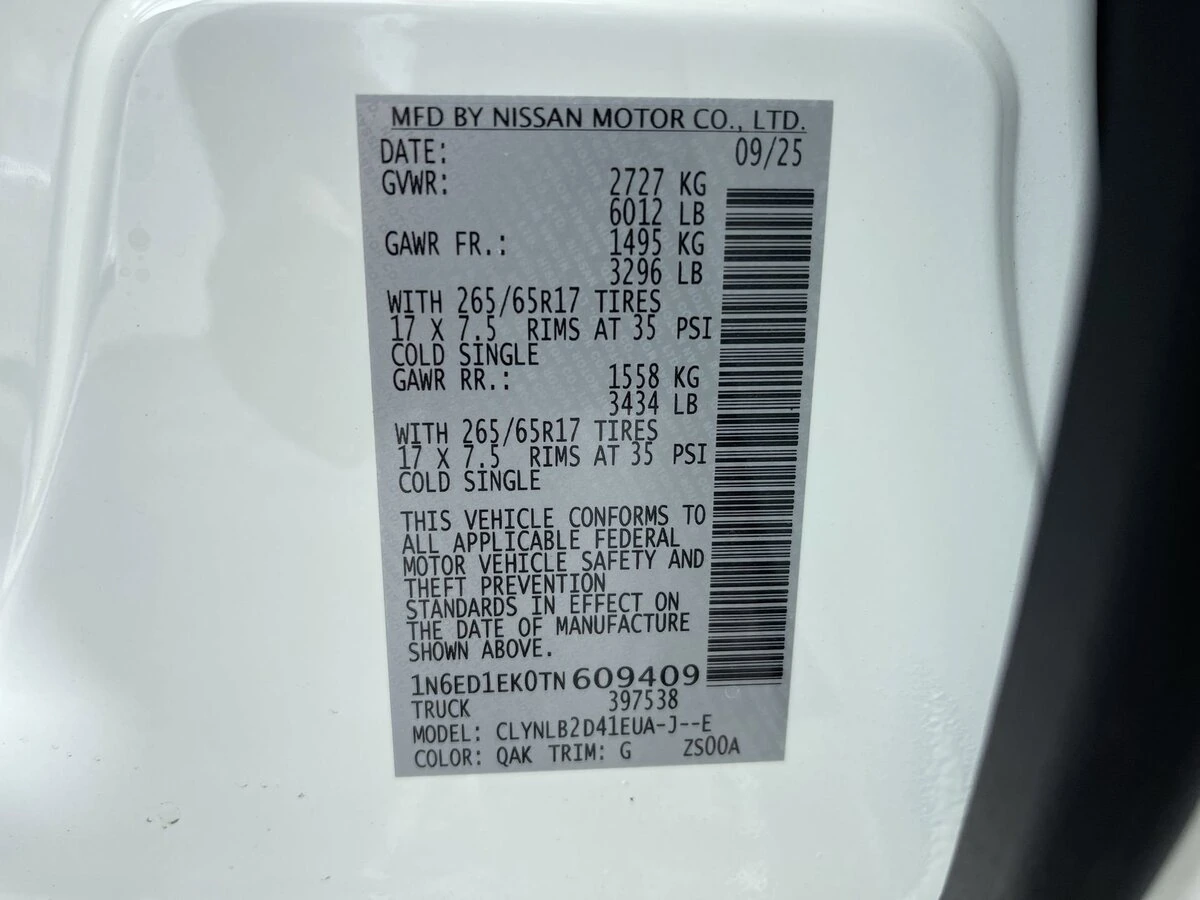 MFD BY NISSAN MOTOR CO., LTD.
DATE: 09/25
GVWR: 2727 KG
6012 LB
GAWR FR.: 1495 KG
3296 LB
WITH 265/65R17 TIRES
17 X 7.5 RIMS AT 35 PSI
COLD SINGLE
GAWR RR.: 1558 KG
3434 LB
WITH 265/65R17 TIRES
17 X 7.5 RIMS AT 35 PSI
COLD SINGLE
THIS VEHICLE CONFORMS TO
ALL APPLICABLE FEDERAL
MOTOR VEHICLE SAFETY AND
THEFT PREVENTION
STANDARDS IN EFFECT ON
THE DATE OF MANUFACTURE
SHOWN ABOVE.
1N6ED1EK0TN609409
TRUCK 397538
MODEL: CLYNLB2D41EUA-J--E
COLOR: QAK TRIM: G ZS00A